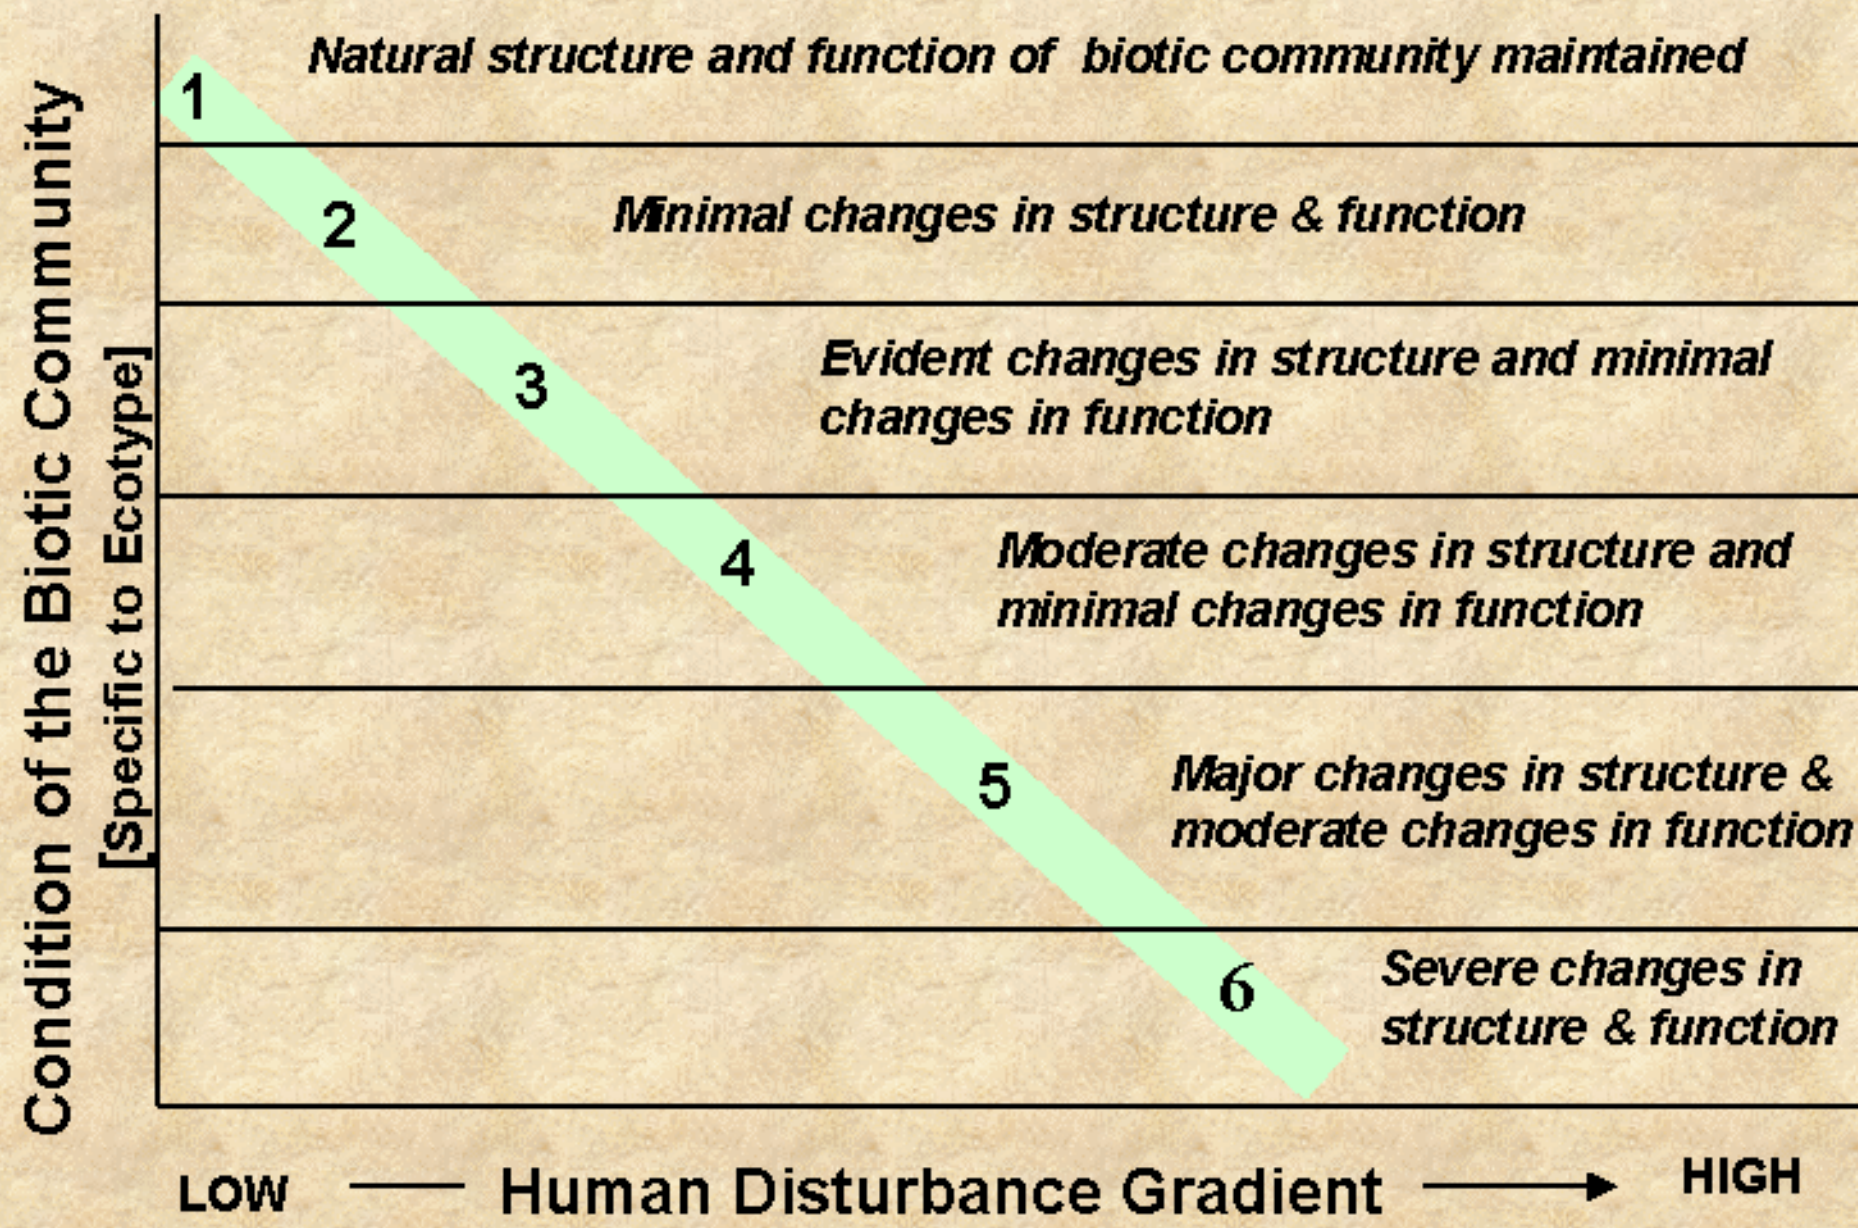 Condition of the Biotic Community
[Specific to Ecotype]
1
Natural structure and function of biotic community maintained
2
Minimal changes in structure & function
3
Evident changes in structure and minimal
changes in function
4
Moderate changes in structure and
minimal changes in function
5
Major changes in structure &
moderate changes in function
6
Severe changes in
structure & function
LOW
Human Disturbance Gradient
HIGH